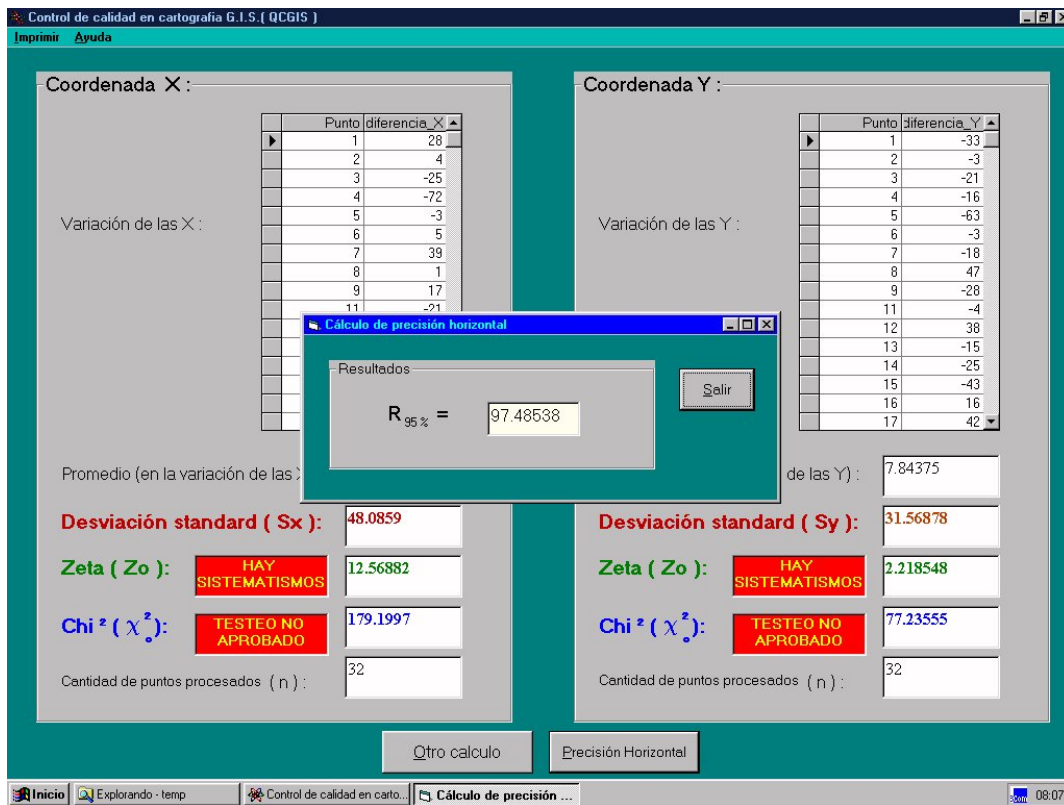 Control de calidad en cartografia G.I.S.( QCGIS )
Imprimir Ayuda
Coordenada X :
Punto diferencia_X
1 28
2 4
3 -25
4 -72
5 -3
6 5
7 39
8 1
9 17
11 -21
Variación de las X :
Promedio (en la variación de las
Desviación standard ( Sx ): 48.0859
Zeta ( Zo ): HAY SISTEMATISMOS 12.56882
Chi ² ( χ²o ): TESTEO NO APROBADO 179.1997
Cantidad de puntos procesados ( n ) : 32
Coordenada Y :
Punto diferencia_Y
1 -33
2 -3
3 -21
4 -16
5 -63
6 -3
7 -18
8 47
9 -28
11 -4
12 38
13 -15
14 -25
15 -43
16 16
17 42
Variación de las Y :
de las Y) : 7.84375
Desviación standard ( Sy ): 31.56878
Zeta ( Zo ): HAY SISTEMATISMOS 2.218548
Chi ² ( χ²o ): TESTEO NO APROBADO 77.23555
Cantidad de puntos procesados ( n ) : 32
Cálculo de precisión horizontal
Resultados
R 95 % = 97.48538
Salir
Otro calculo
Precisión Horizontal
Inicio
Explorando - temp
Control de calidad en carto...
Cálculo de precisión ...
08:07